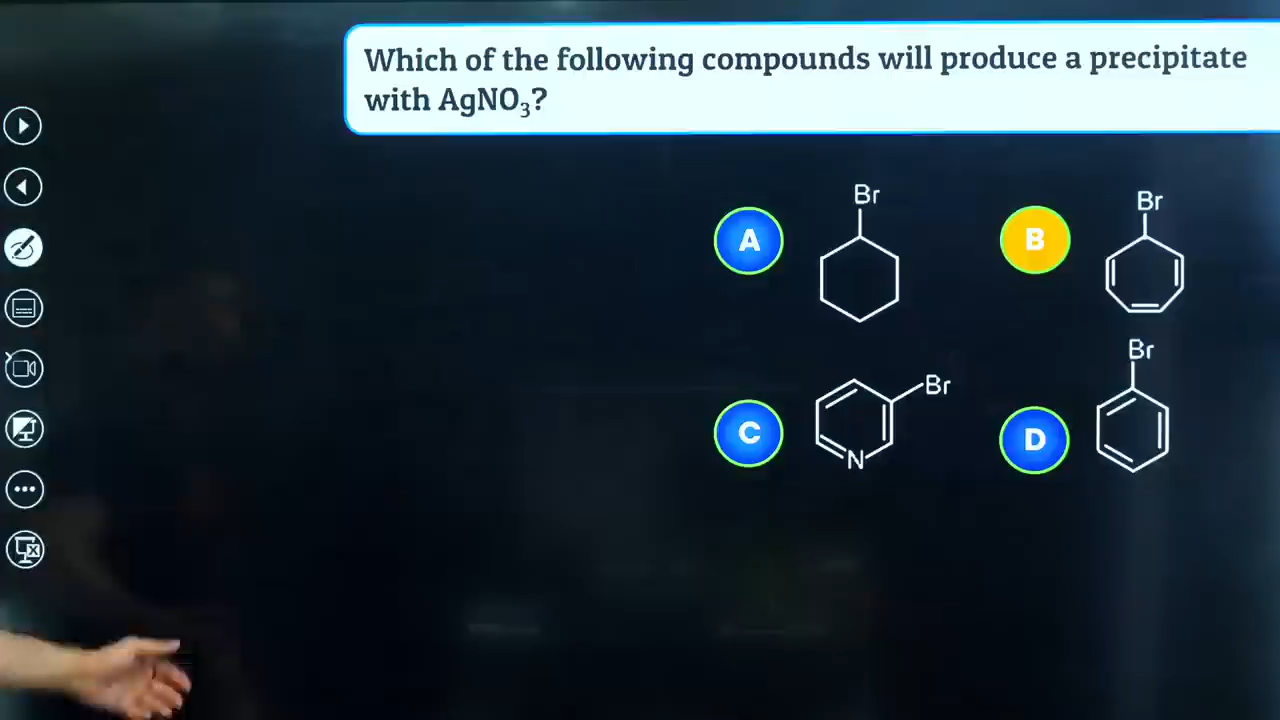 Which of the following compounds will produce a precipitate
with AgNO₃?
Br
A
Br
B
Br
C
N
Br
D